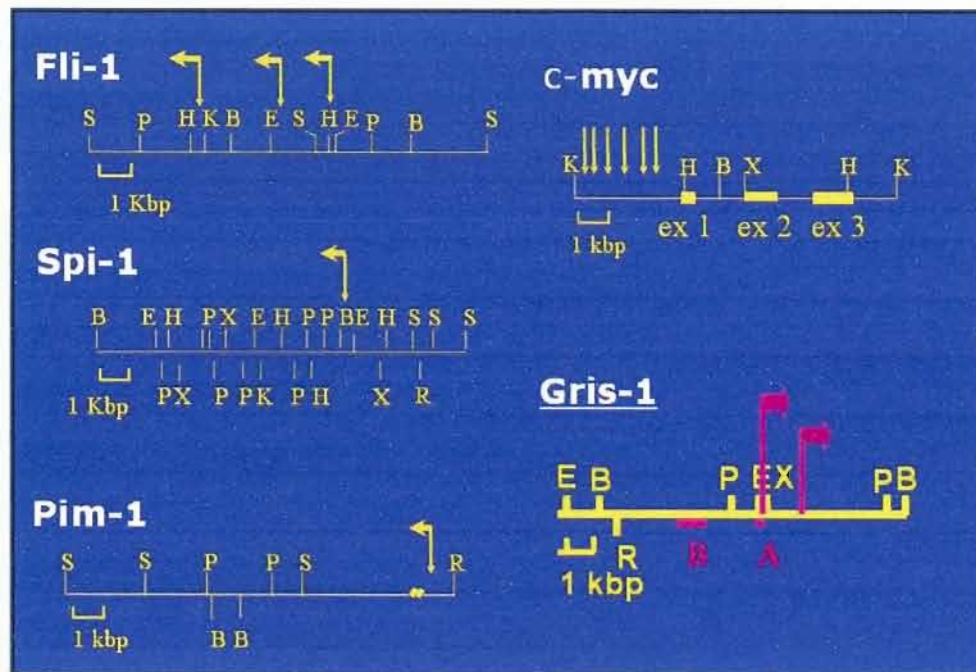 Fli-1
S P H K B E S H E P B S
1 Kbp
Spi-1
B E H P X E H P P B E H S S S
P X P P K P H X R
1 Kbp
Pim-1
S S P P S R
B B
1 kbp
c-myc
K H B X H K
ex 1 ex 2 ex 3
1 kbp
Gris-1
E B P E X P B
R B A
1 kbp